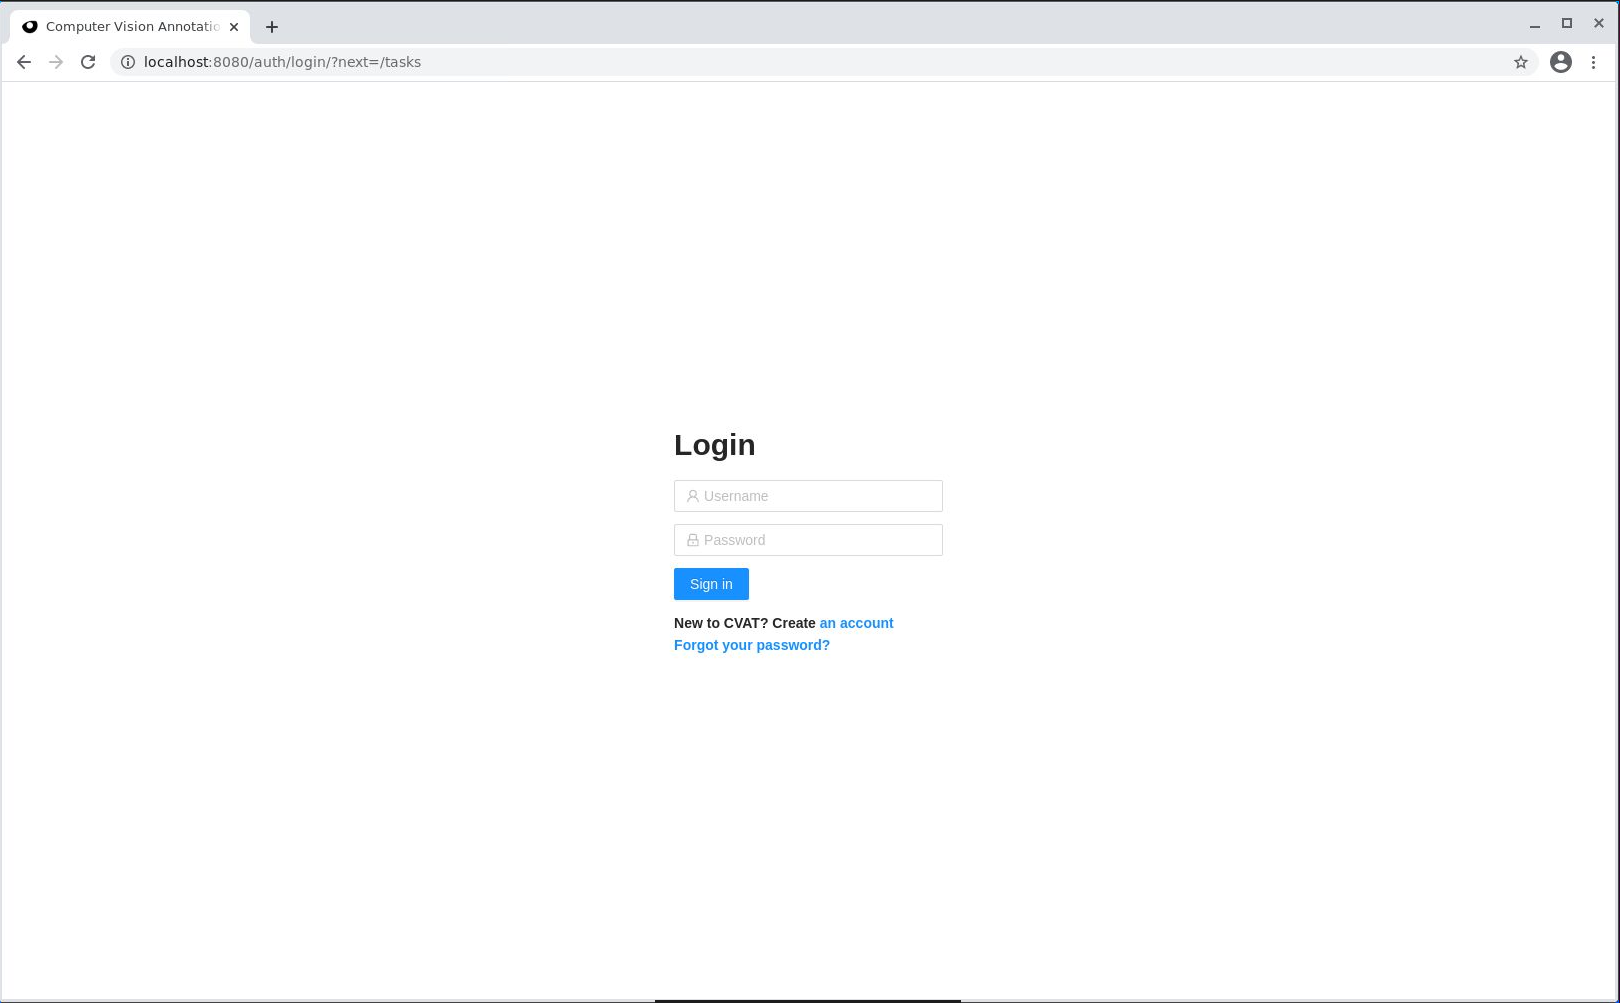 Computer Vision Annotatio
localhost:8080/auth/login/?next=/tasks
Login
Username
Password
Sign in
New to CVAT? Create an account
Forgot your password?